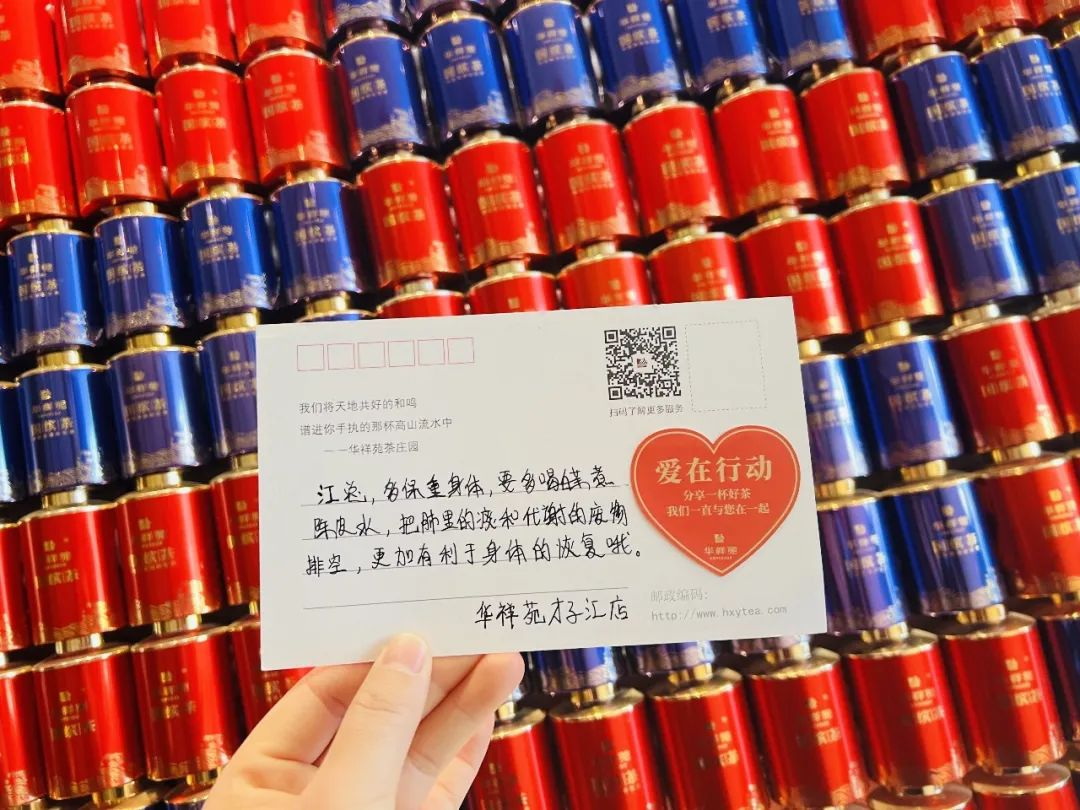 扫码了解更多服务
我们将天地共好的和鸣
谱进你手执的那杯高山流水中
——华祥苑茶庄园
江总,多保重身体,要多喝白茶煮
陈皮水,把肺里的痰和代谢的废物
排空,更加有利于身体的恢复哦。
华祥苑才子汇店
爱在行动
分享一杯好茶
我们一直与您在一起
华祥苑
邮政编码:
http://www.hxytea.com
华祥苑
国缤茶